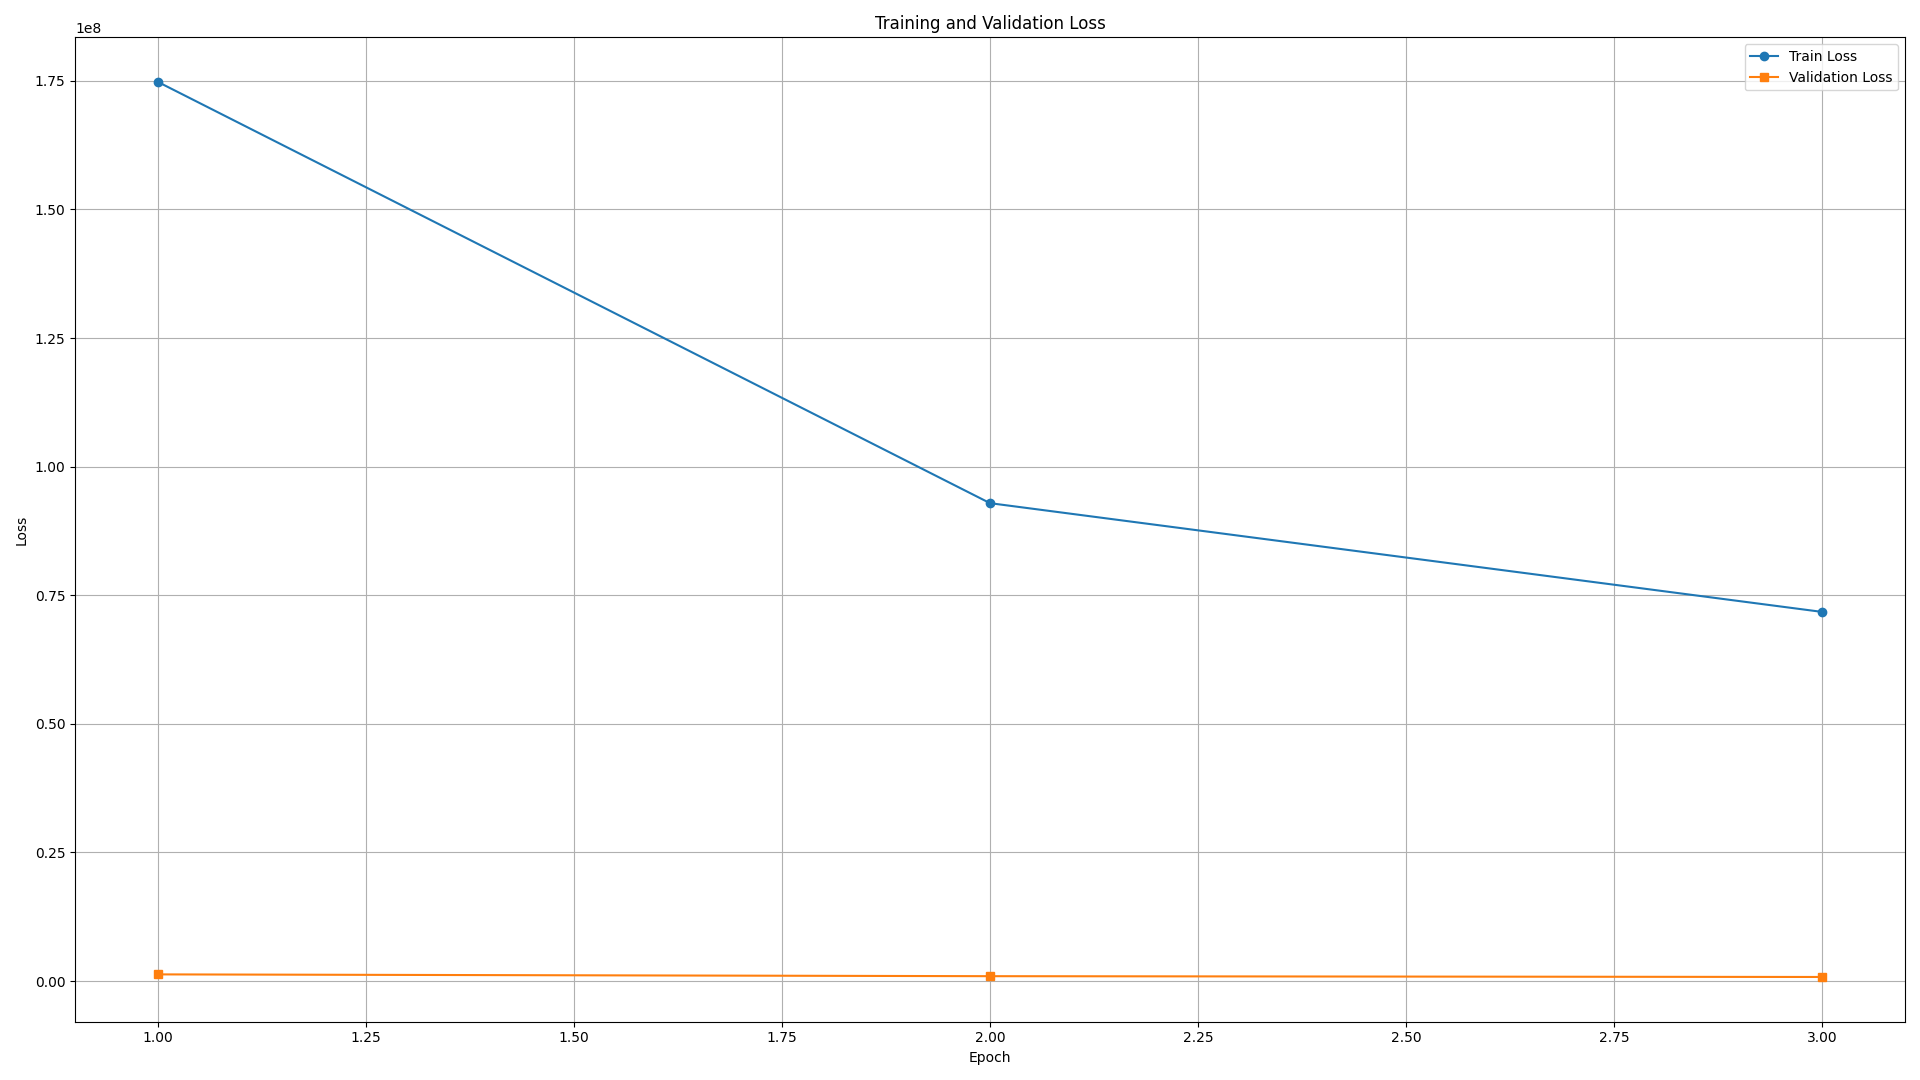 Training and Validation Loss
1e8
Train Loss
Validation Loss
1.75
1.50
1.25
1.00
0.75
0.50
0.25
0.00
Loss
1.00 1.25 1.50 1.75 2.00 2.25 2.50 2.75 3.00
Epoch